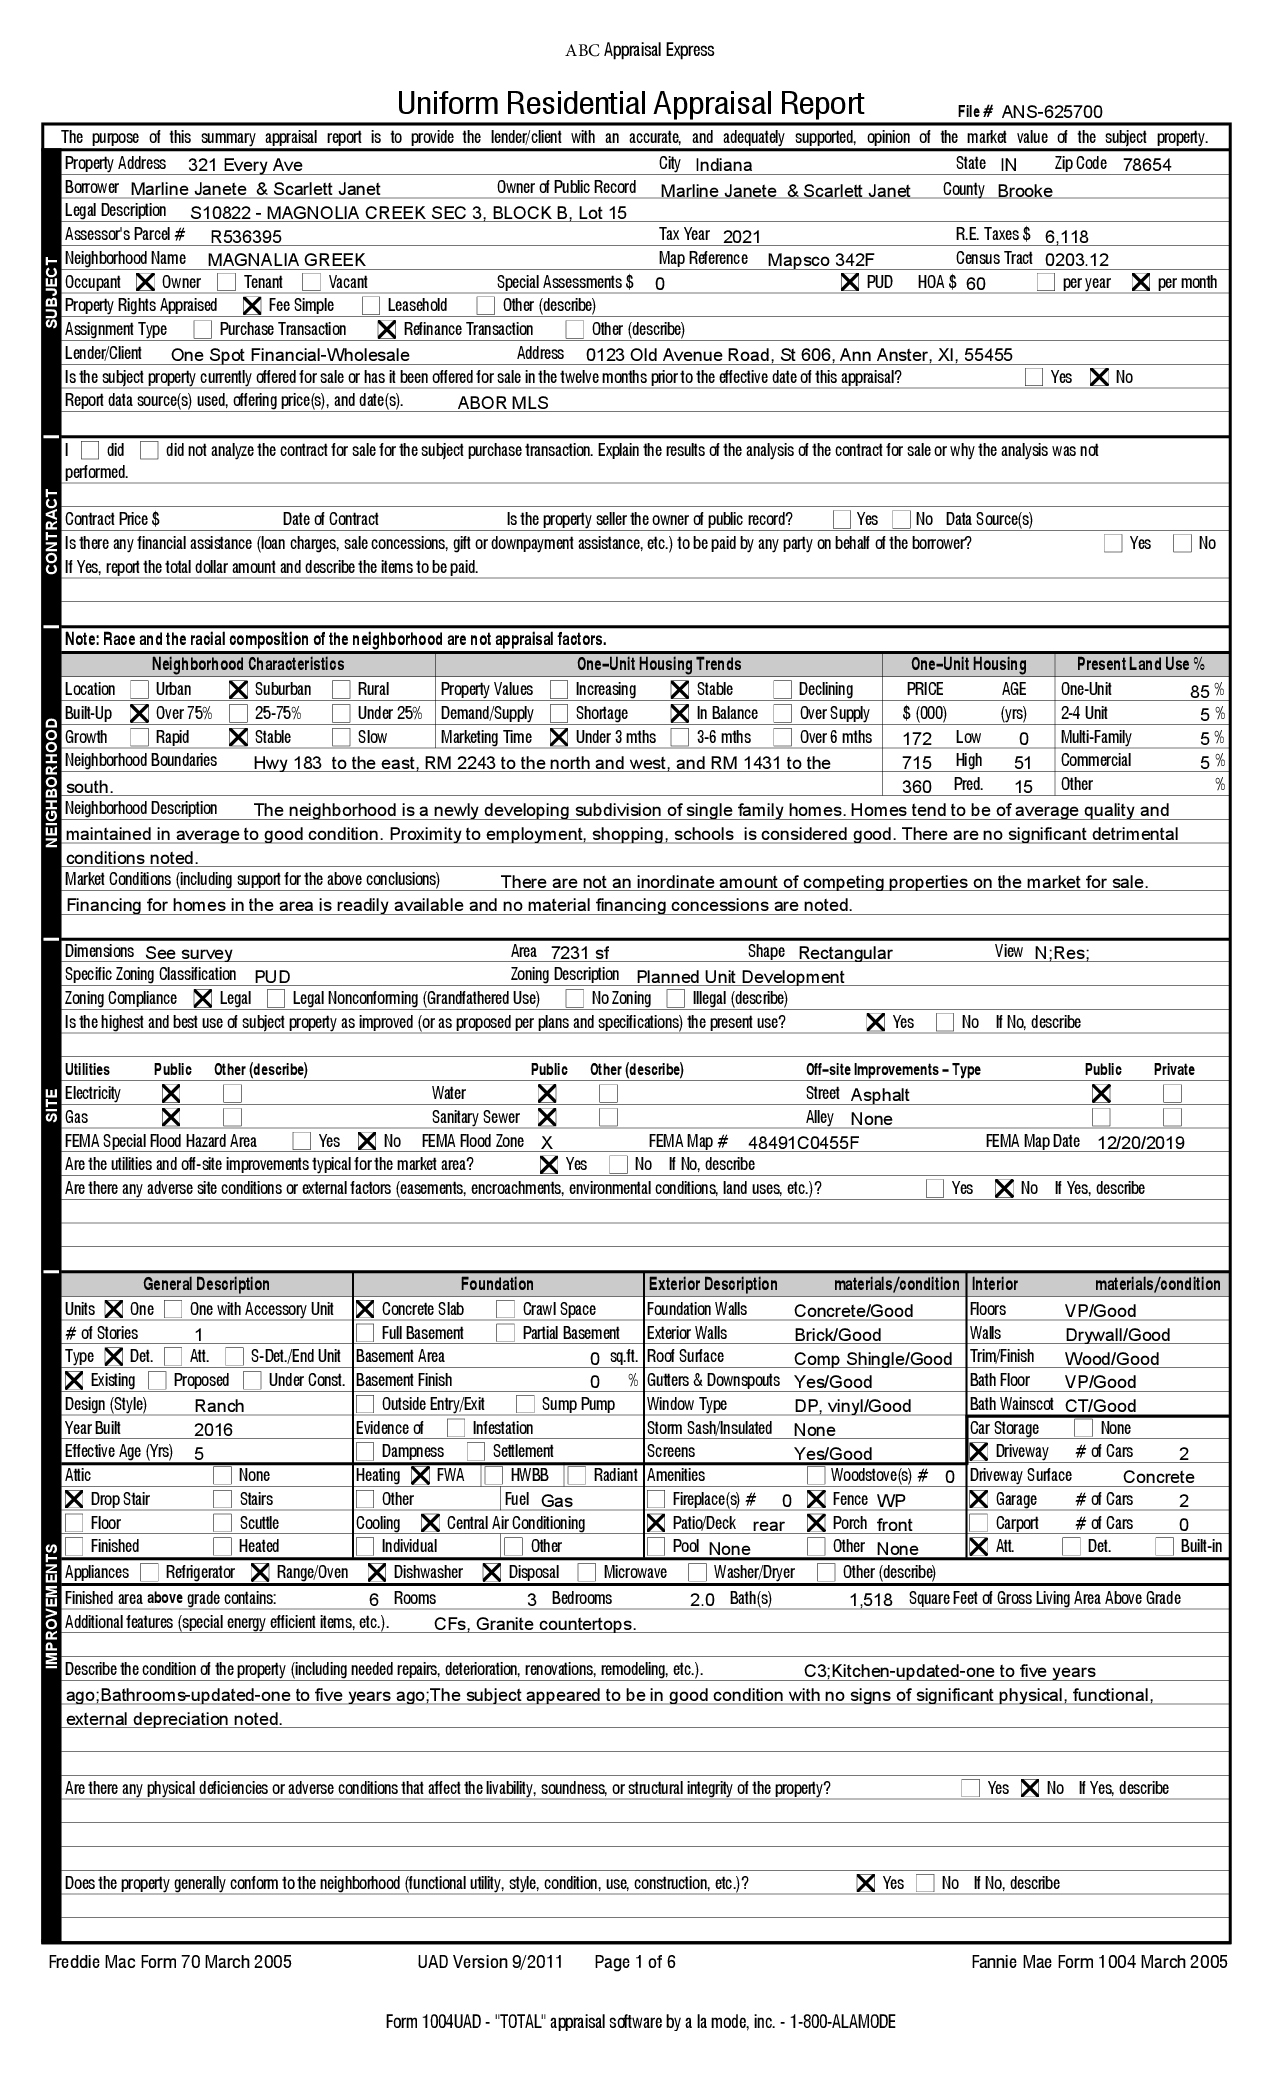 ABC Appraisal Express
Uniform Residential Appraisal Report File # ANS-625700
The purpose of this summary appraisal report is to provide the lender/client with an accurate, and adequately supported, opinion of the market value of the subject property.
SUBJECT
Property Address 321 Every Ave City Indiana State IN Zip Code 78654
Borrower Marline Janete & Scarlett Janet Owner of Public Record Marline Janete & Scarlett Janet County Brooke
Legal Description S10822 - MAGNOLIA CREEK SEC 3, BLOCK B, Lot 15
Assessor's Parcel # R536395 Tax Year 2021 R.E. Taxes $ 6,118
Neighborhood Name MAGNALIA GREEK Map Reference Mapsco 342F Census Tract 0203.12
Occupant X Owner Tenant Vacant Special Assessments $ 0 X PUD HOA $ 60 per year X per month
Property Rights Appraised X Fee Simple Leasehold Other (describe)
Assignment Type Purchase Transaction X Refinance Transaction Other (describe)
Lender/Client One Spot Financial-Wholesale Address 0123 Old Avenue Road, St 606, Ann Anster, XI, 55455
Is the subject property currently offered for sale or has it been offered for sale in the twelve months prior to the effective date of this appraisal? Yes X No
Report data source(s) used, offering price(s), and date(s). ABOR MLS
CONTRACT
I did did not analyze the contract for sale for the subject purchase transaction. Explain the results of the analysis of the contract for sale or why the analysis was not
performed.
Contract Price $ Date of Contract Is the property seller the owner of public record? Yes No Data Source(s)
Is there any financial assistance (loan charges, sale concessions, gift or downpayment assistance, etc.) to be paid by any party on behalf of the borrower? Yes No
If Yes, report the total dollar amount and describe the items to be paid.
NEIGHBORHOOD
Note: Race and the racial composition of the neighborhood are not appraisal factors.
Neighborhood Characteristics One-Unit Housing Trends One-Unit Housing Present Land Use %
Location Urban X Suburban Rural Property Values Increasing X Stable Declining PRICE AGE One-Unit 85 %
Built-Up X Over 75% 25-75% Under 25% Demand/Supply Shortage X In Balance Over Supply $ (000) (yrs) 2-4 Unit 5 %
Growth Rapid X Stable Slow Marketing Time X Under 3 mths 3-6 mths Over 6 mths 172 Low 0 Multi-Family 5 %
Neighborhood Boundaries Hwy 183 to the east, RM 2243 to the north and west, and RM 1431 to the 715 High 51 Commercial 5 %
south. 360 Pred. 15 Other %
Neighborhood Description The neighborhood is a newly developing subdivision of single family homes. Homes tend to be of average quality and
maintained in average to good condition. Proximity to employment, shopping, schools is considered good. There are no significant detrimental
conditions noted.
Market Conditions (including support for the above conclusions) There are not an inordinate amount of competing properties on the market for sale.
Financing for homes in the area is readily available and no material financing concessions are noted.
SITE
Dimensions See survey Area 7231 sf Shape Rectangular View N;Res;
Specific Zoning Classification PUD Zoning Description Planned Unit Development
Zoning Compliance X Legal Legal Nonconforming (Grandfathered Use) No Zoning Illegal (describe)
Is the highest and best use of subject property as improved (or as proposed per plans and specifications) the present use? X Yes No If No, describe
Utilities Public Other (describe) Public Other (describe) Off-site Improvements - Type Public Private
Electricity X Water X Street Asphalt X
Gas X Sanitary Sewer X Alley None
FEMA Special Flood Hazard Area Yes X No FEMA Flood Zone X FEMA Map # 48491C0455F FEMA Map Date 12/20/2019
Are the utilities and off-site improvements typical for the market area? X Yes No If No, describe
Are there any adverse site conditions or external factors (easements, encroachments, environmental conditions, land uses, etc.)? Yes X No If Yes, describe
IMPROVEMENTS
General Description Foundation Exterior Description materials/condition Interior materials/condition
Units X One One with Accessory Unit X Concrete Slab Crawl Space Foundation Walls Concrete/Good Floors VP/Good
# of Stories 1 Full Basement Partial Basement Exterior Walls Brick/Good Walls Drywall/Good
Type X Det. Att. S-Det./End Unit Basement Area 0 sq.ft. Roof Surface Comp Shingle/Good Trim/Finish Wood/Good
X Existing Proposed Under Const. Basement Finish 0 % Gutters & Downspouts Yes/Good Bath Floor VP/Good
Design (Style) Ranch Outside Entry/Exit Sump Pump Window Type DP, vinyl/Good Bath Wainscot CT/Good
Year Built 2016 Evidence of Infestation Storm Sash/Insulated None Car Storage None
Effective Age (Yrs) 5 Dampness Settlement Screens Yes/Good X Driveway # of Cars 2
Attic None Heating X FWA HWBB Radiant Amenities Woodstove(s) # 0 Driveway Surface Concrete
X Drop Stair Stairs Other Fuel Gas Fireplace(s) # 0 X Fence WP X Garage # of Cars 2
Floor Scuttle Cooling X Central Air Conditioning X Patio/Deck rear X Porch front Carport # of Cars 0
Finished Heated Individual Other Pool None Other None X Att. Det. Built-in
Appliances Refrigerator X Range/Oven X Dishwasher X Disposal Microwave Washer/Dryer Other (describe)
Finished area above grade contains: 6 Rooms 3 Bedrooms 2.0 Bath(s) 1,518 Square Feet of Gross Living Area Above Grade
Additional features (special energy efficient items, etc.). CFs, Granite countertops.
Describe the condition of the property (including needed repairs, deterioration, renovations, remodeling, etc.). C3;Kitchen-updated-one to five years
ago;Bathrooms-updated-one to five years ago;The subject appeared to be in good condition with no signs of significant physical, functional,
external depreciation noted.
Are there any physical deficiencies or adverse conditions that affect the livability, soundness, or structural integrity of the property? Yes X No If Yes, describe
Does the property generally conform to the neighborhood (functional utility, style, condition, use, construction, etc.)? X Yes No If No, describe
Freddie Mac Form 70 March 2005 UAD Version 9/2011 Page 1 of 6 Fannie Mae Form 1004 March 2005
Form 1004UAD - "TOTAL" appraisal software by a la mode, inc. - 1-800-ALAMODE